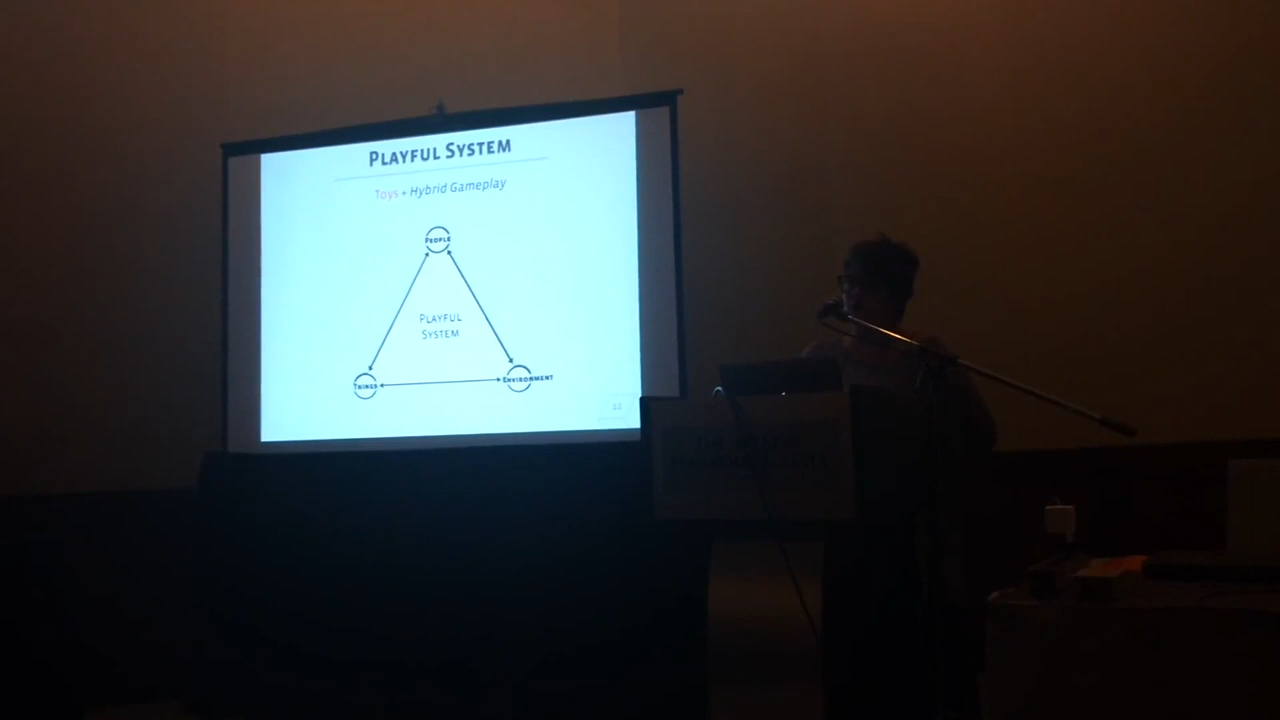 PLAYFUL SYSTEM
Toys + Hybrid Gameplay
PEOPLE
PLAYFUL
SYSTEM
THINGS
ENVIRONMENT